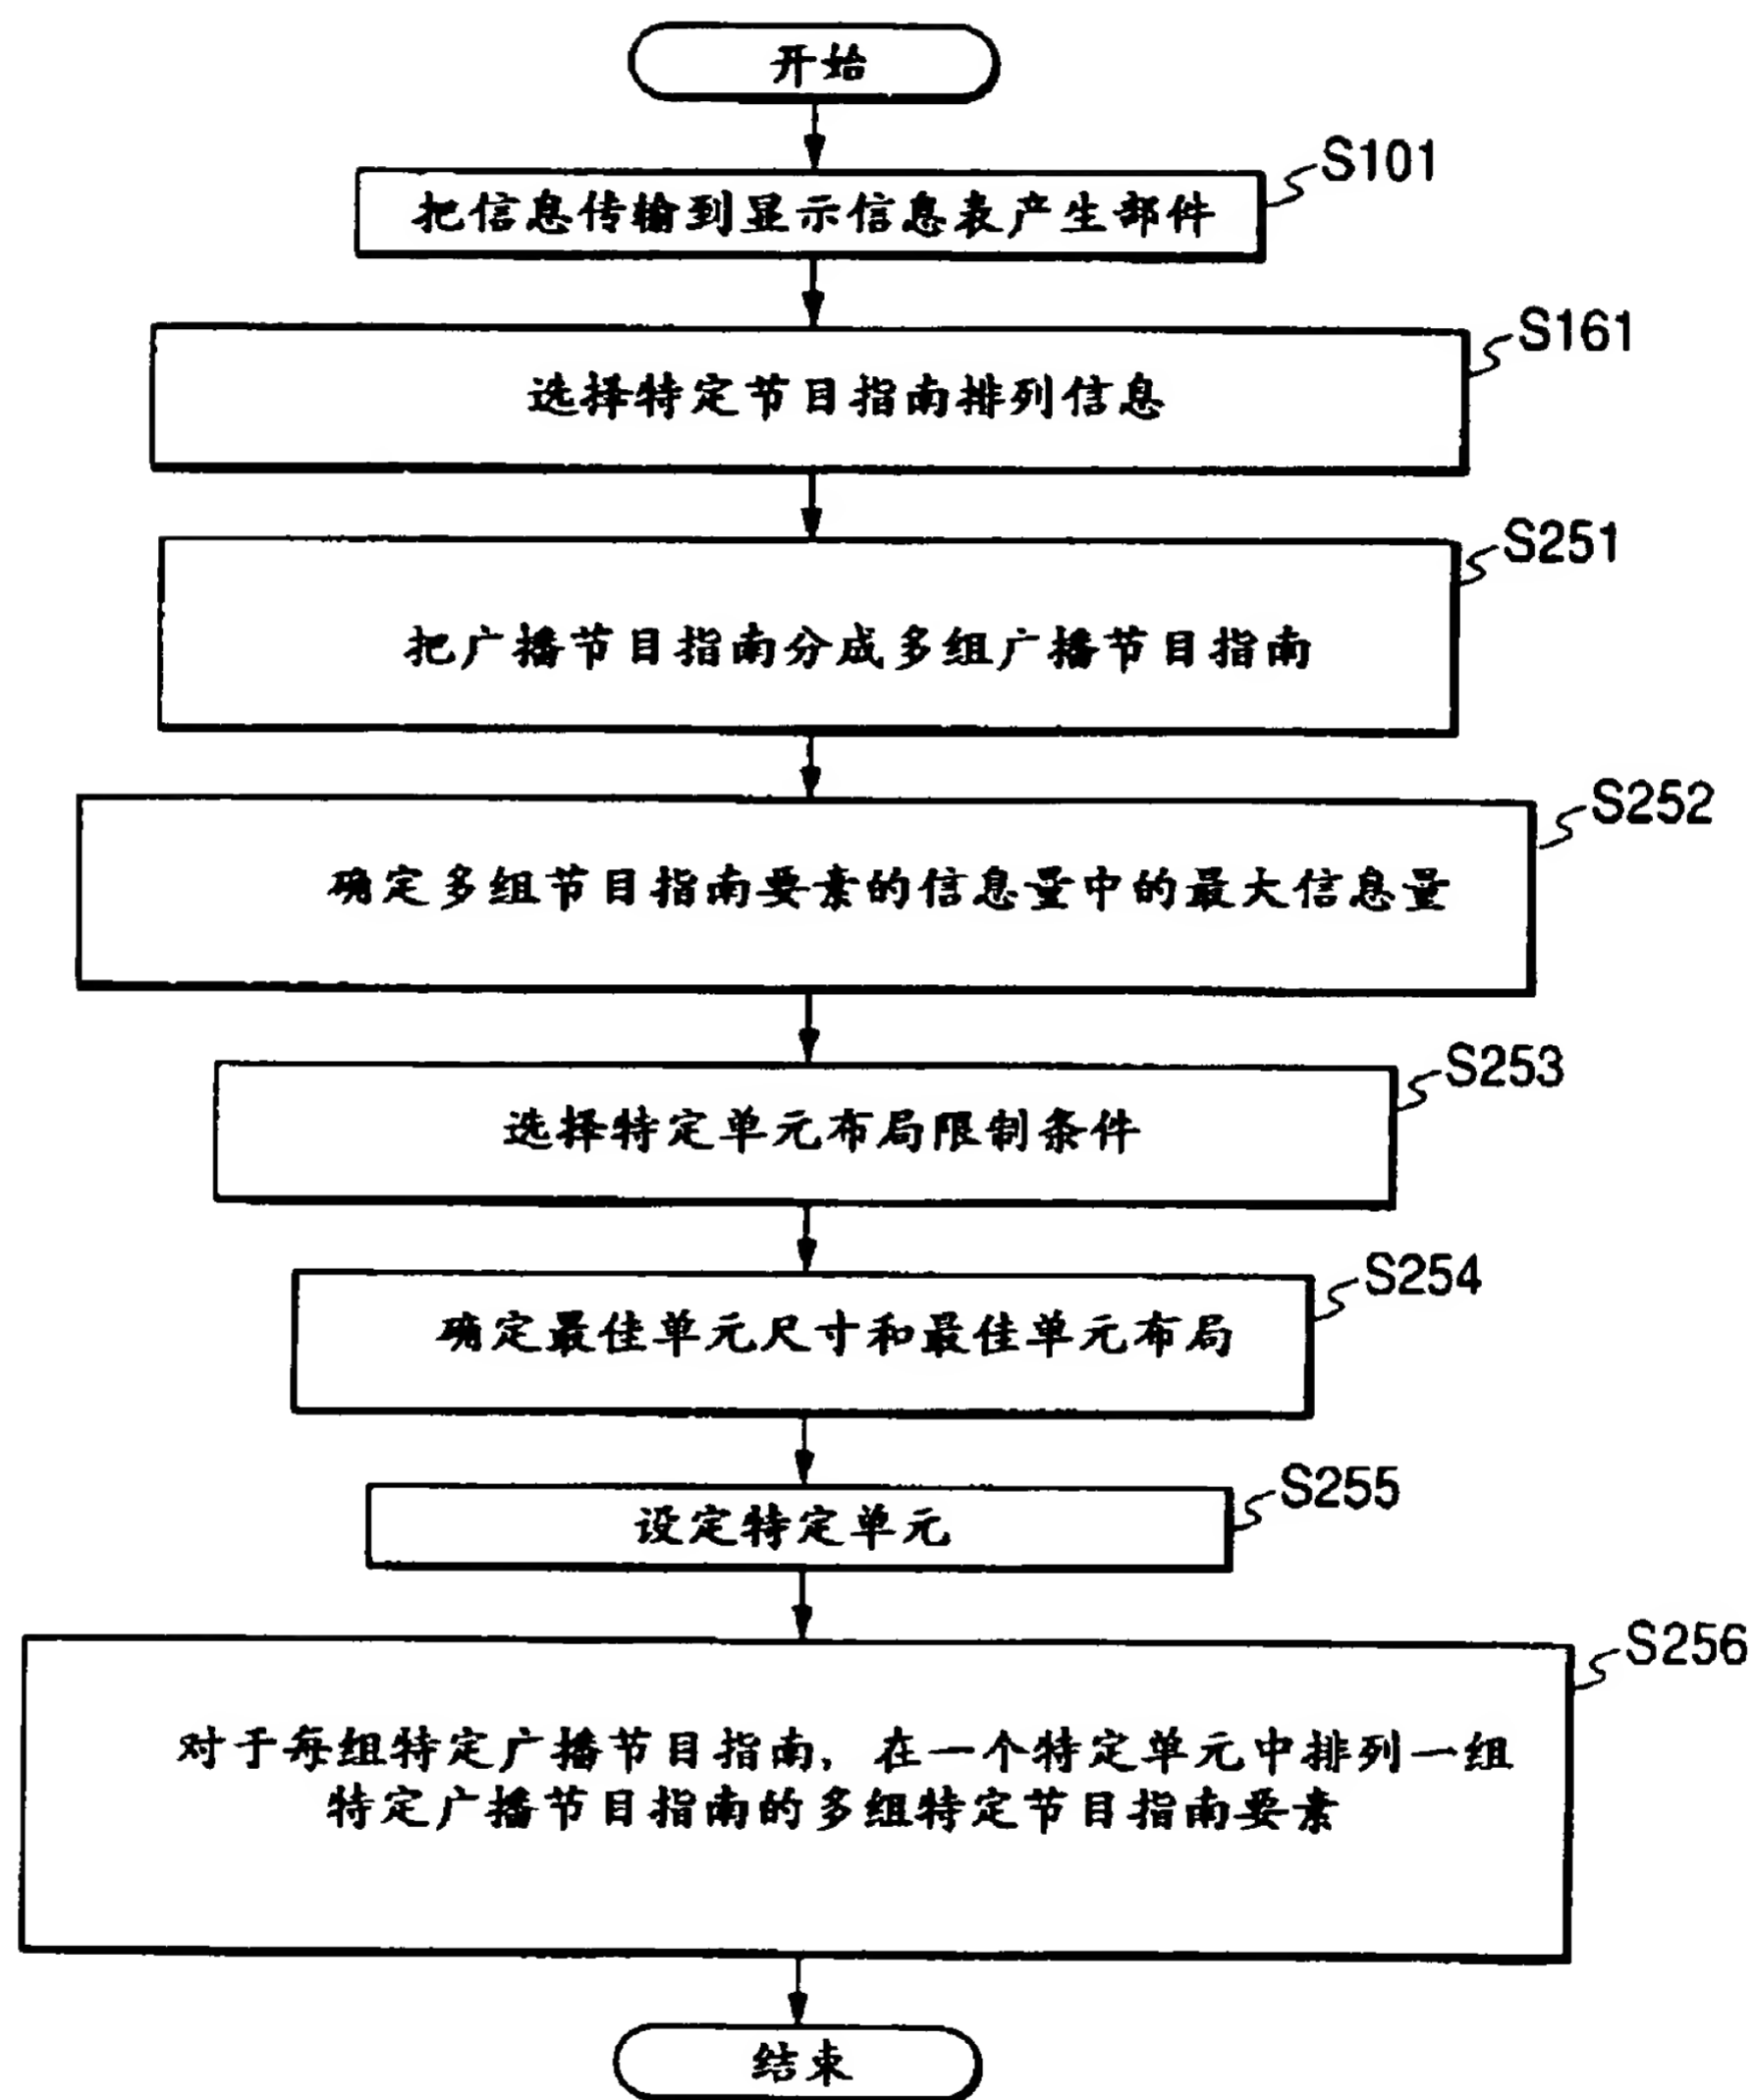 开始
S101
把信息传输到显示信息表产生部件
S161
选择特定节目指南排列信息
S251
把广播节目指南分成多组广播节目指南
S252
确定多组节目指南要素的信息量中的最大信息量
S253
选择特定单元布局限制条件
S254
确定最佳单元尺寸和最佳单元布局
S255
设定特定单元
S256
对于每组特定广播节目指南，在一个特定单元中排列一组
特定广播节目指南的多组特定节目指南要素
结束